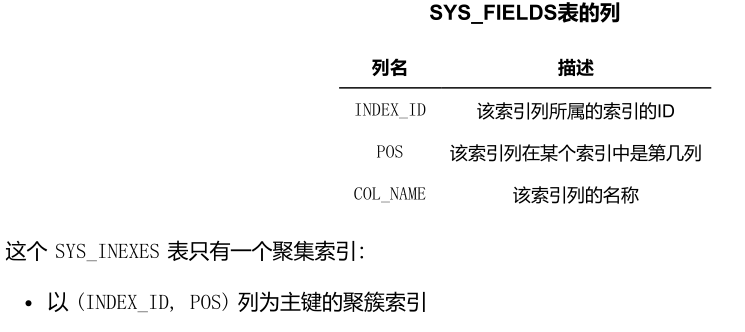 SYS_FIELDS表的列
列名 描述
INDEX_ID 该索引列所属的索引的ID
POS 该索引列在某个索引中是第几列
COL_NAME 该索引列的名称
这个 SYS_INEXES 表只有一个聚集索引：
• 以 (INDEX_ID, POS) 列为主键的聚簇索引